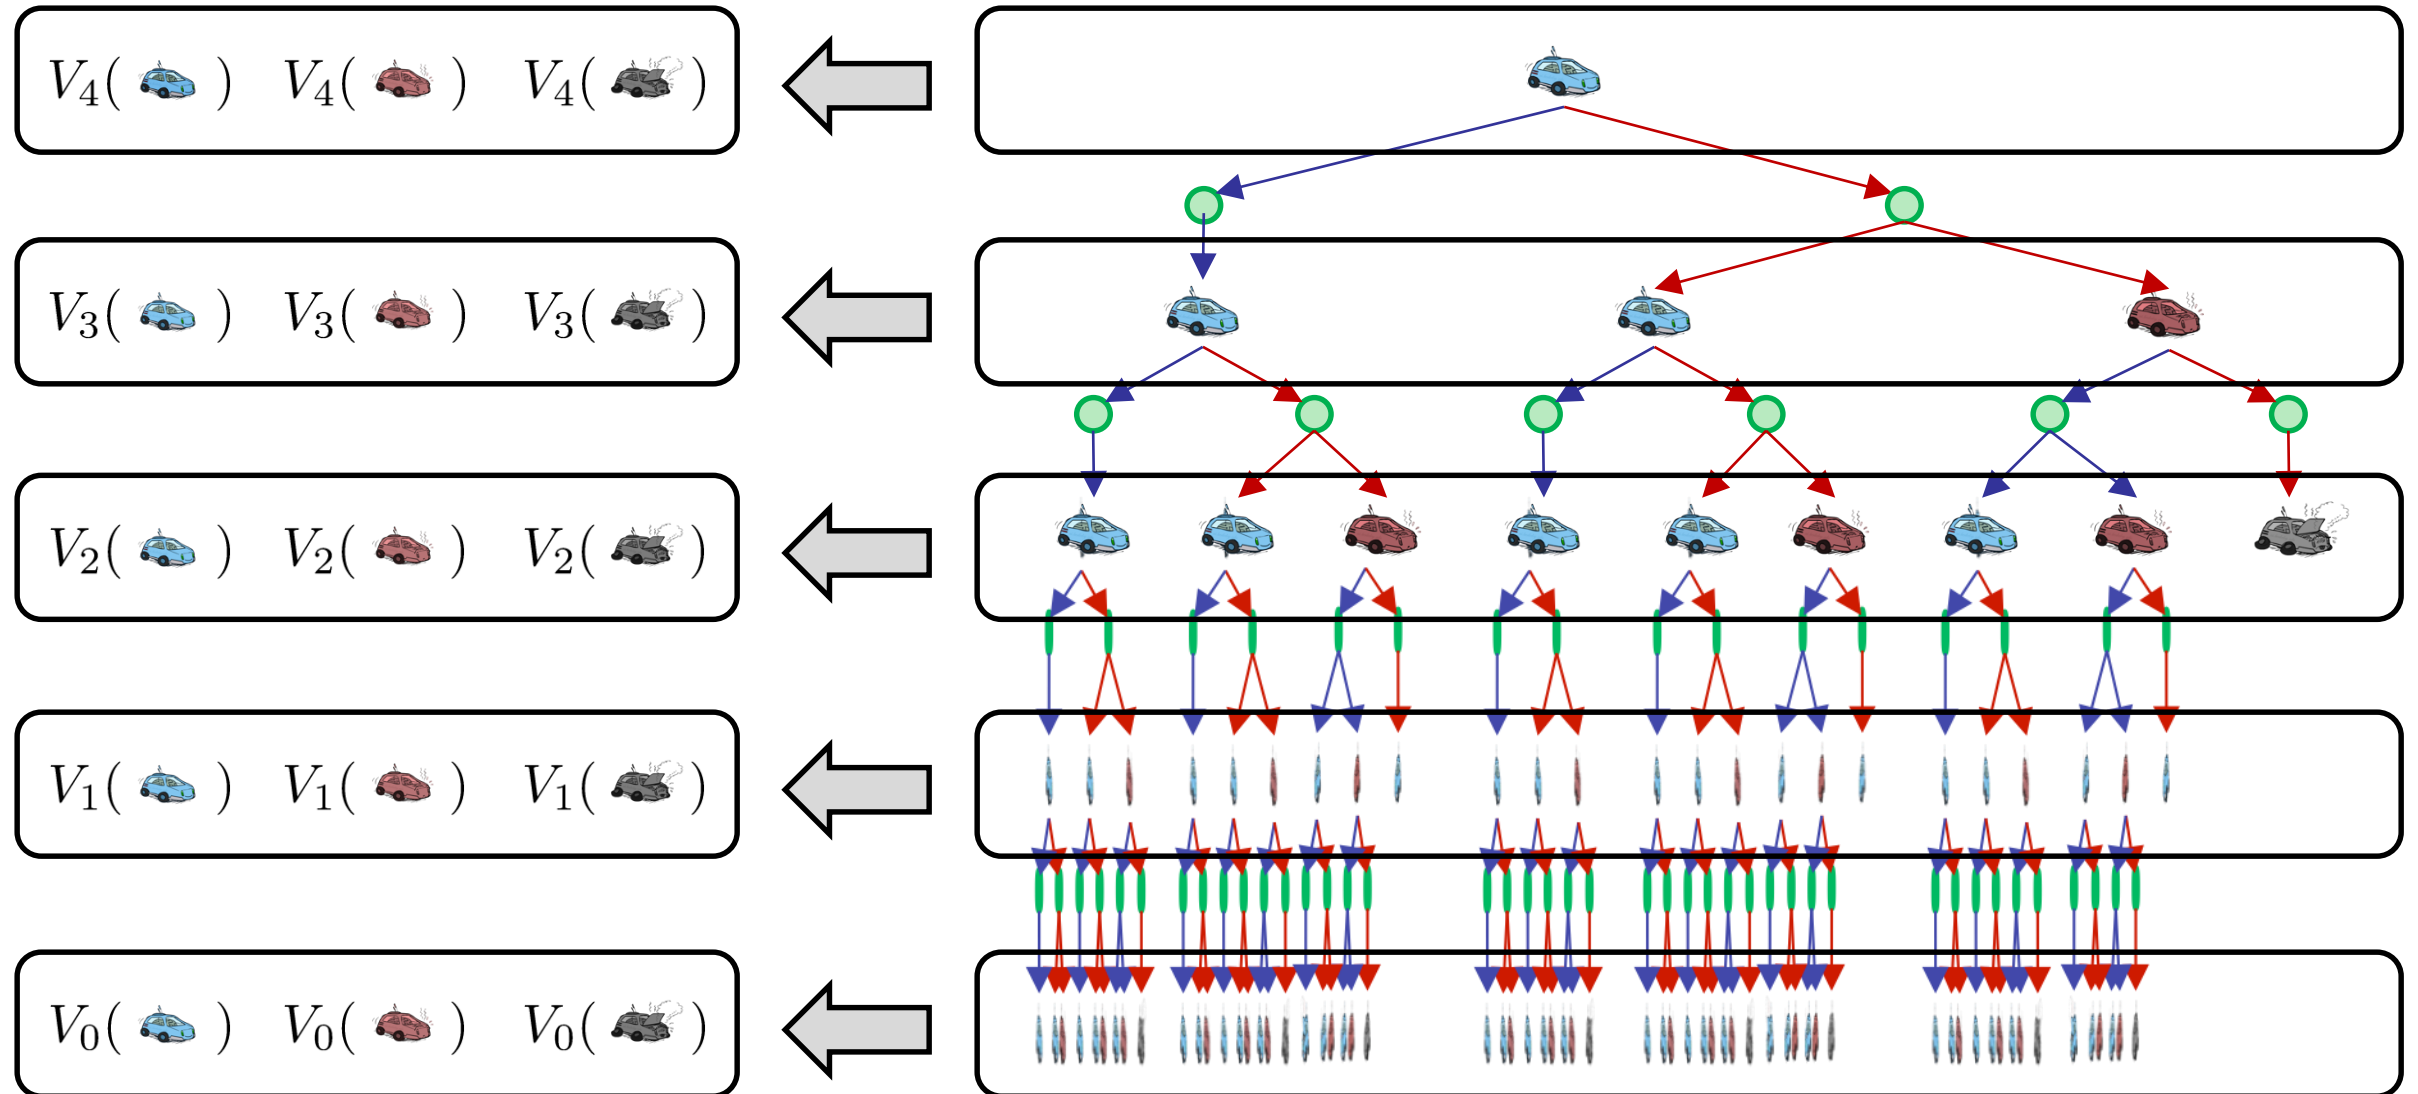 V₄( ) V₄( ) V₄( )
V₃( ) V₃( ) V₃( )
V₂( ) V₂( ) V₂( )
V₁( ) V₁( ) V₁( )
V₀( ) V₀( ) V₀( )